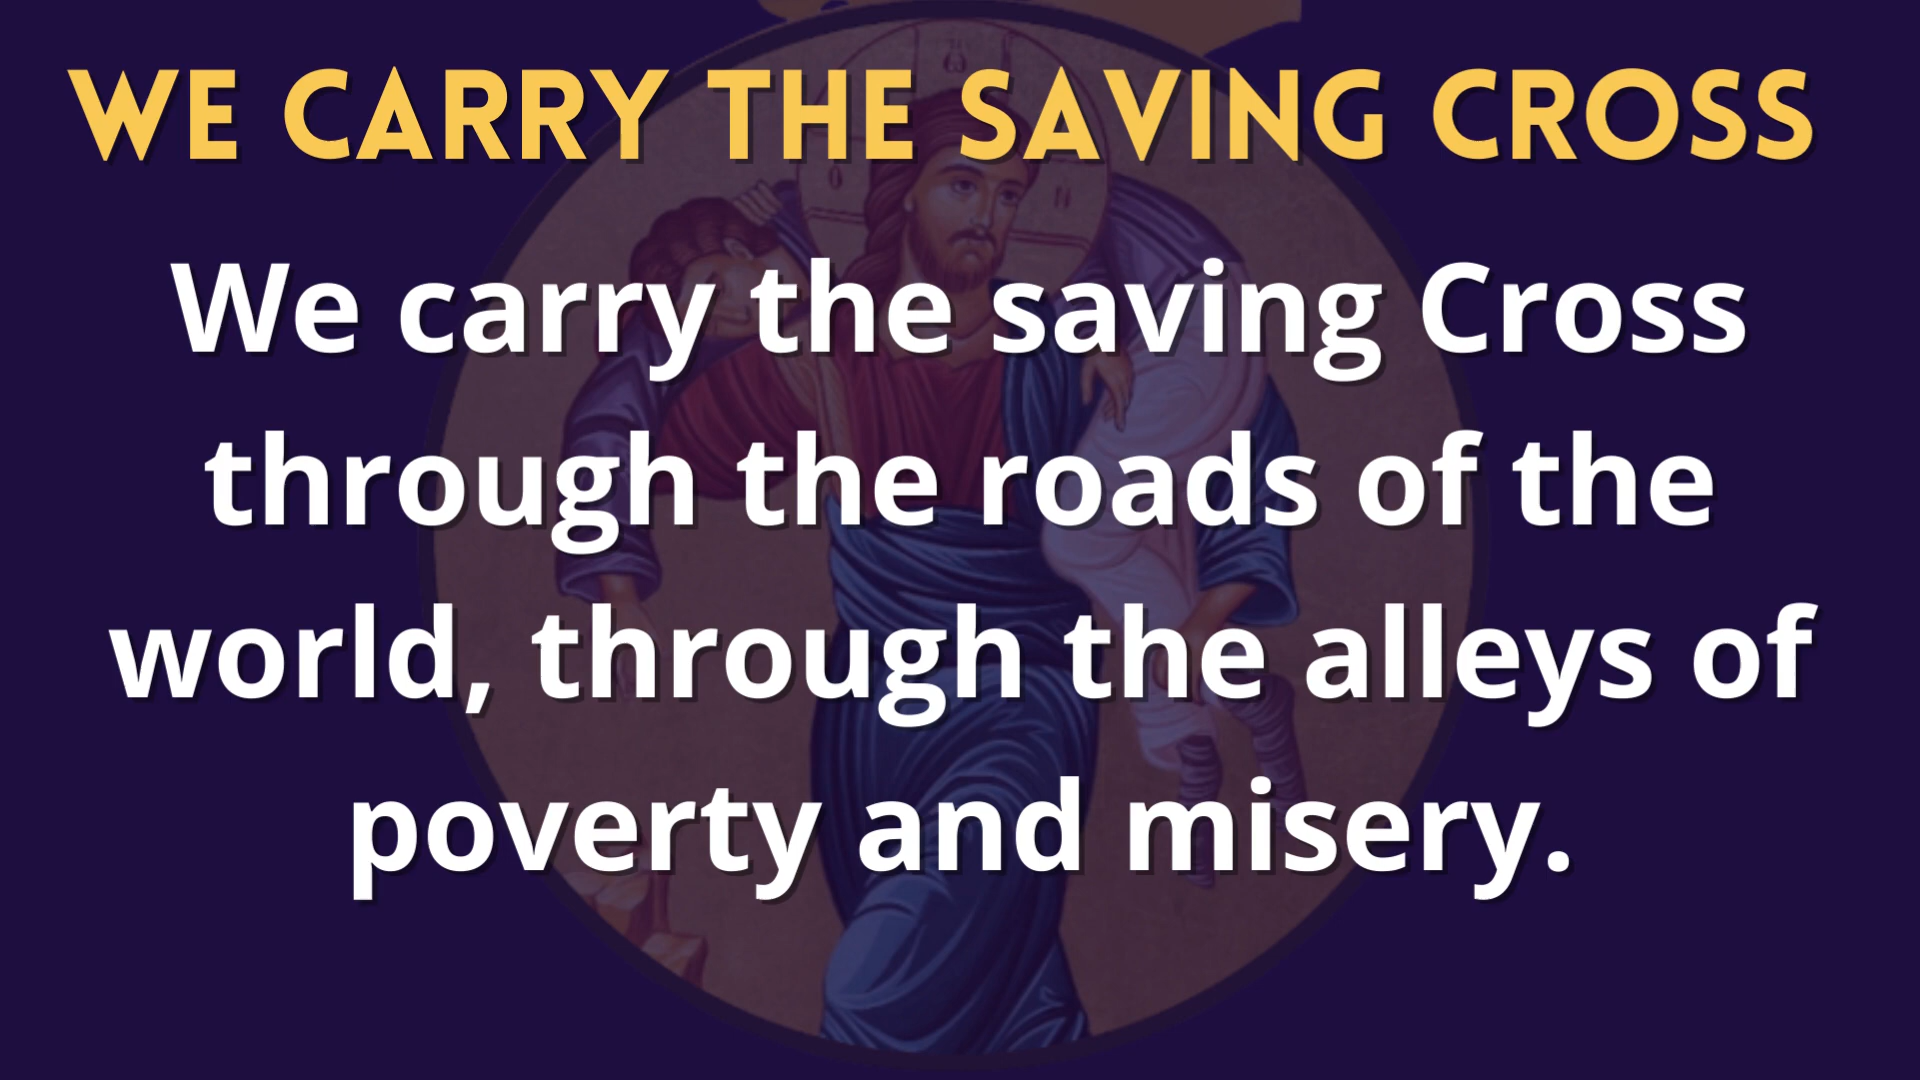 WE CARRY THE SAVING CROSS
We carry the saving Cross
through the roads of the
world, through the alleys of
poverty and misery.